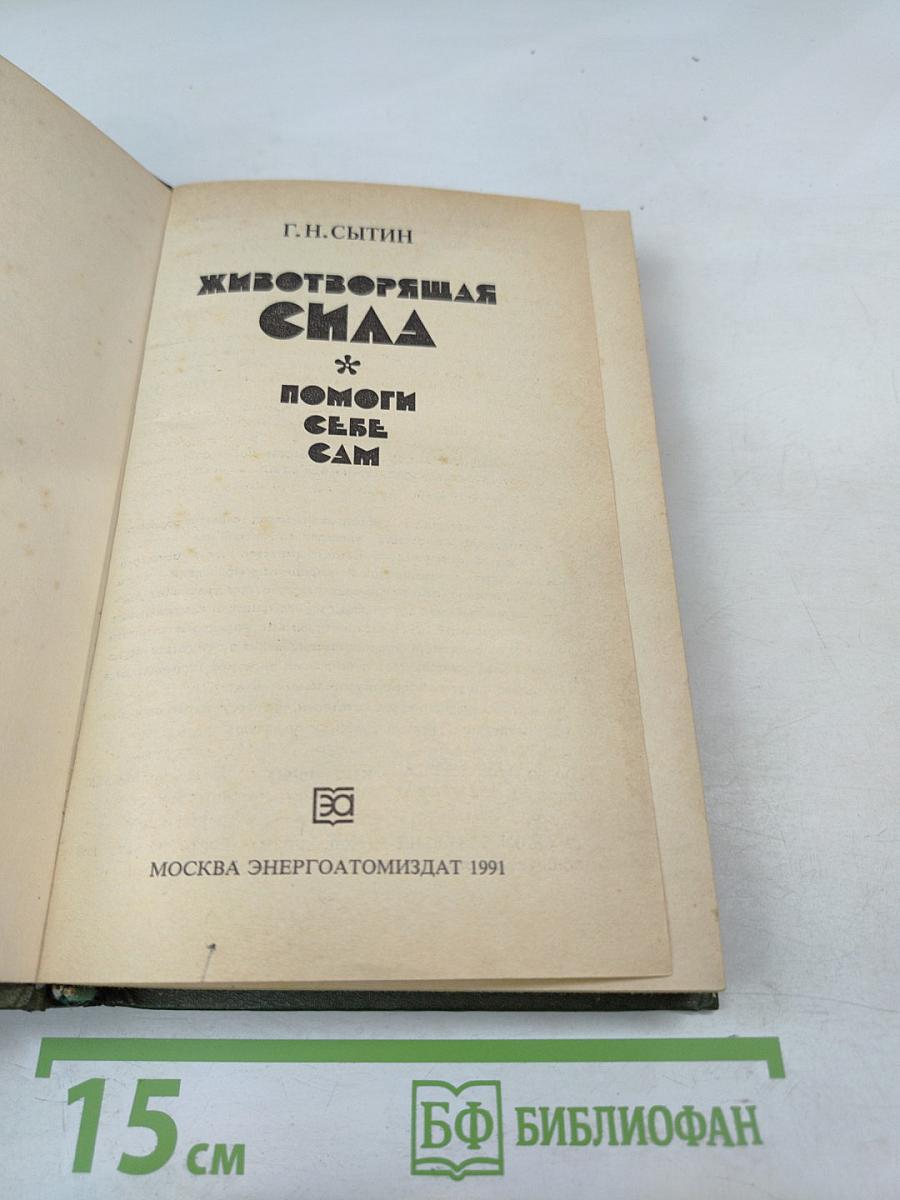 Г. Н. СЫТИН
ЖИВОТВОРЯЩАЯ
СИЛА
*
ПОМОГИ
СЕБЕ
САМ
ЭА
МОСКВА ЭНЕРГОАТОМИЗДАТ 1991
15 см
БФ БИБЛИОФАН